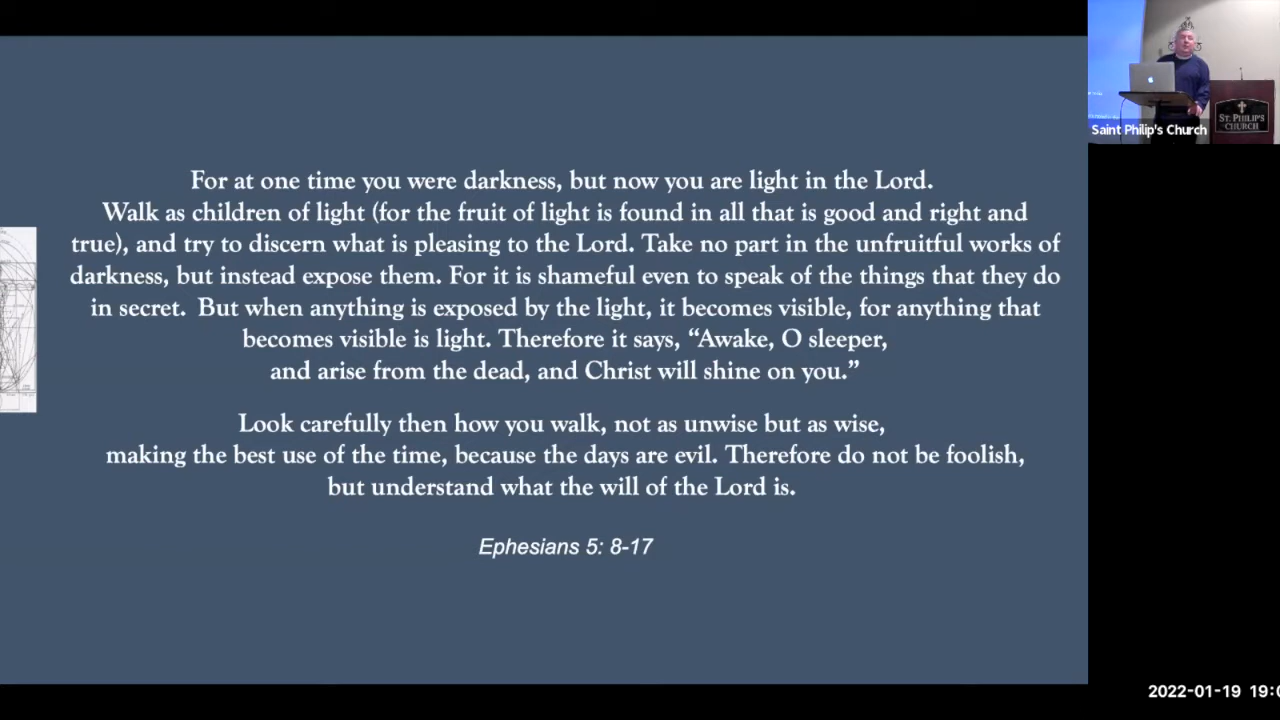 For at one time you were darkness, but now you are light in the Lord.
Walk as children of light (for the fruit of light is found in all that is good and right and
true), and try to discern what is pleasing to the Lord. Take no part in the unfruitful works of
darkness, but instead expose them. For it is shameful even to speak of the things that they do
in secret. But when anything is exposed by the light, it becomes visible, for anything that
becomes visible is light. Therefore it says, “Awake, O sleeper,
and arise from the dead, and Christ will shine on you.”
Look carefully then how you walk, not as unwise but as wise,
making the best use of the time, because the days are evil. Therefore do not be foolish,
but understand what the will of the Lord is.
Ephesians 5: 8-17
Saint Philip's Church
ST. PHILIP'S
CHURCH
2022-01-19 19:0